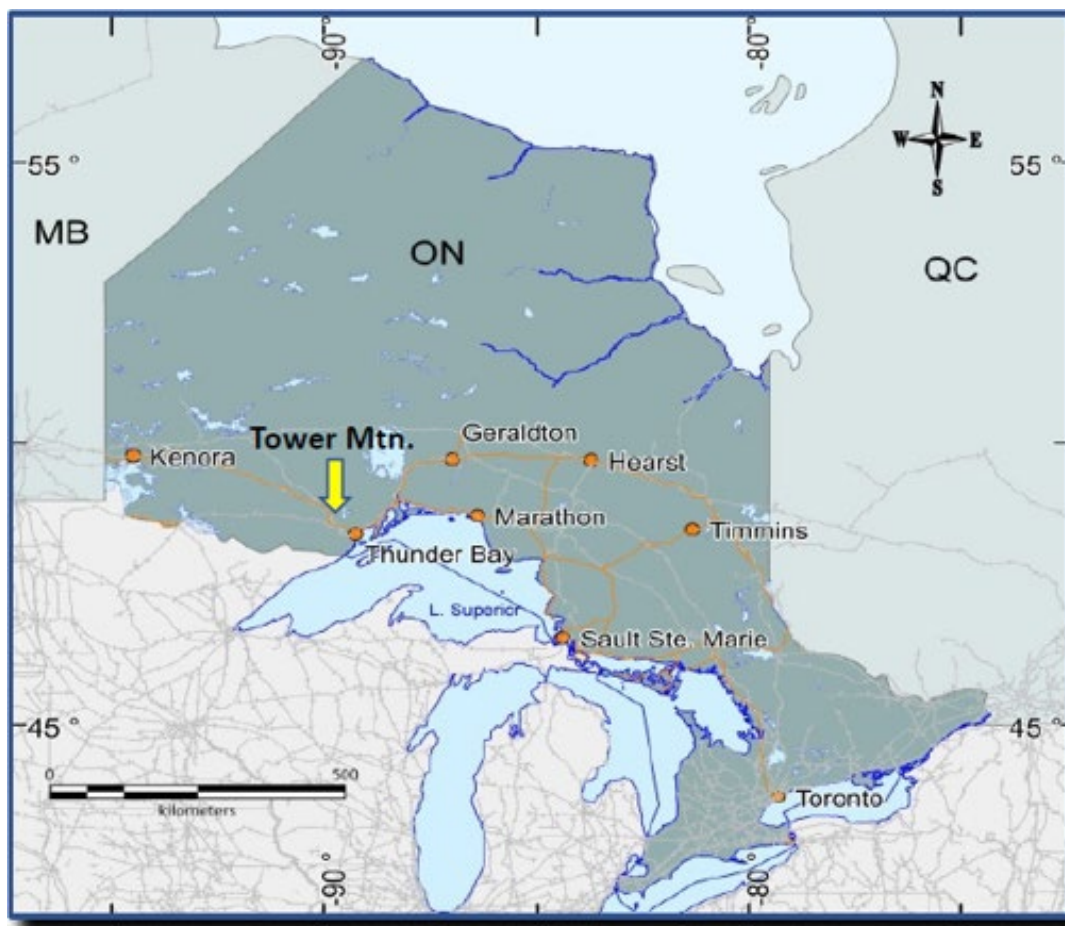 -90 °
-80 °
N
W E
S
55 °
55 °
MB
ON
QC
Tower Mtn.
Geraldton
Kenora
Hearst
Marathon
Timmins
Thunder Bay
L. Superior
Sault Ste. Marie
45 °
45 °
0 500
kilometers
Toronto
-90 °
-80 °